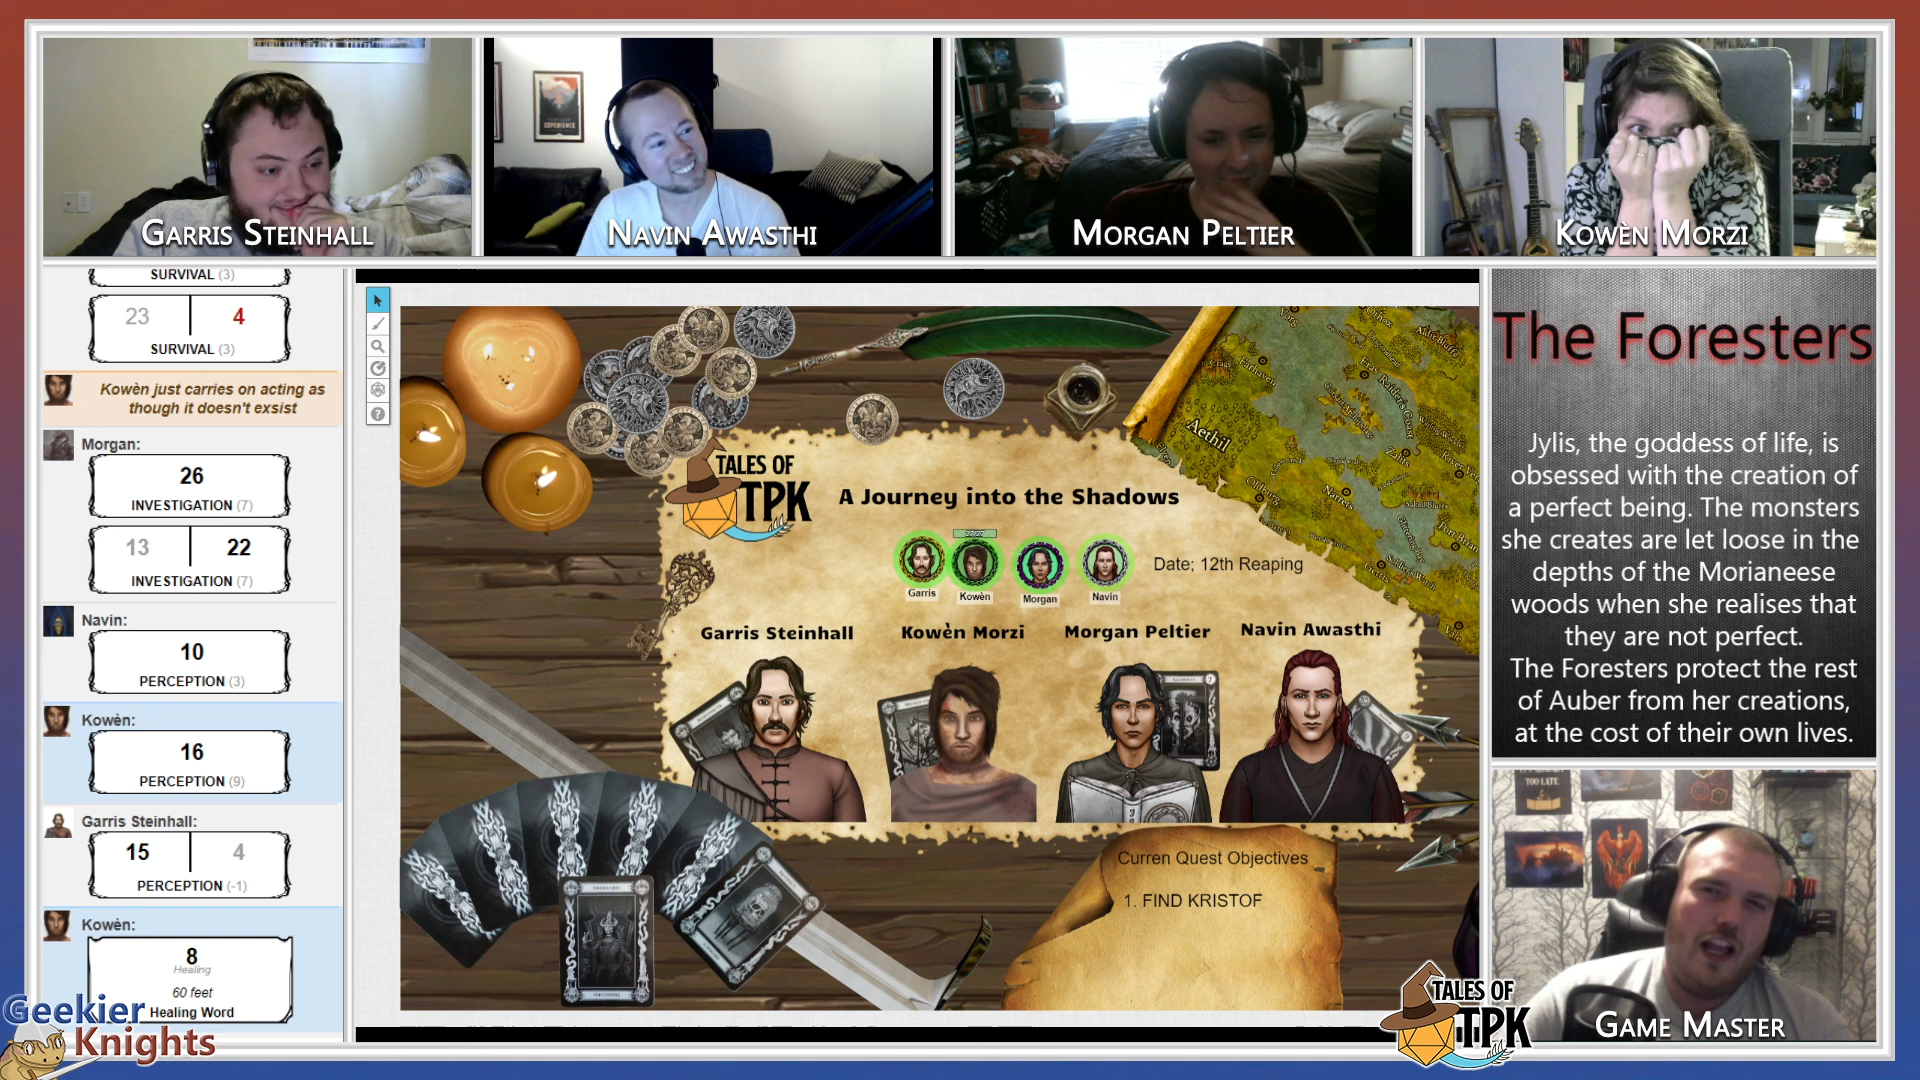 EXPERIENCE
TOO LATE
GARRIS STEINHALL
NAVIN AWASTHI
MORGAN PELTIER
KOWÈN MORZI
SURVIVAL (3)
23 4
SURVIVAL (3)
Kowèn just carries on acting as
though it doesn't exsist
Morgan:
26
INVESTIGATION (7)
13 22
INVESTIGATION (7)
Navin:
10
PERCEPTION (3)
Kowèn:
16
PERCEPTION (9)
Garris Steinhall:
15 4
PERCEPTION (-1)
Kowèn:
8
Healing
60 feet
Healing Word
Geekier
Knights
TALES OF
TPK
A Journey into the Shadows
Garris
Kowèn
Morgan
Navin
Date; 12th Reaping
Garris Steinhall
Kowèn Morzi
Morgan Peltier
Navin Awasthi
Farhaven
Aethil
Oldburg
Curren Quest Objectives
1. FIND KRISTOF
The Foresters
Jylis, the goddess of life, is
obsessed with the creation of
a perfect being. The monsters
she creates are let loose in the
depths of the Morianeese
woods when she realises that
they are not perfect.
The Foresters protect the rest
of Auber from her creations,
at the cost of their own lives.
TALES OF
TPK
GAME MASTER